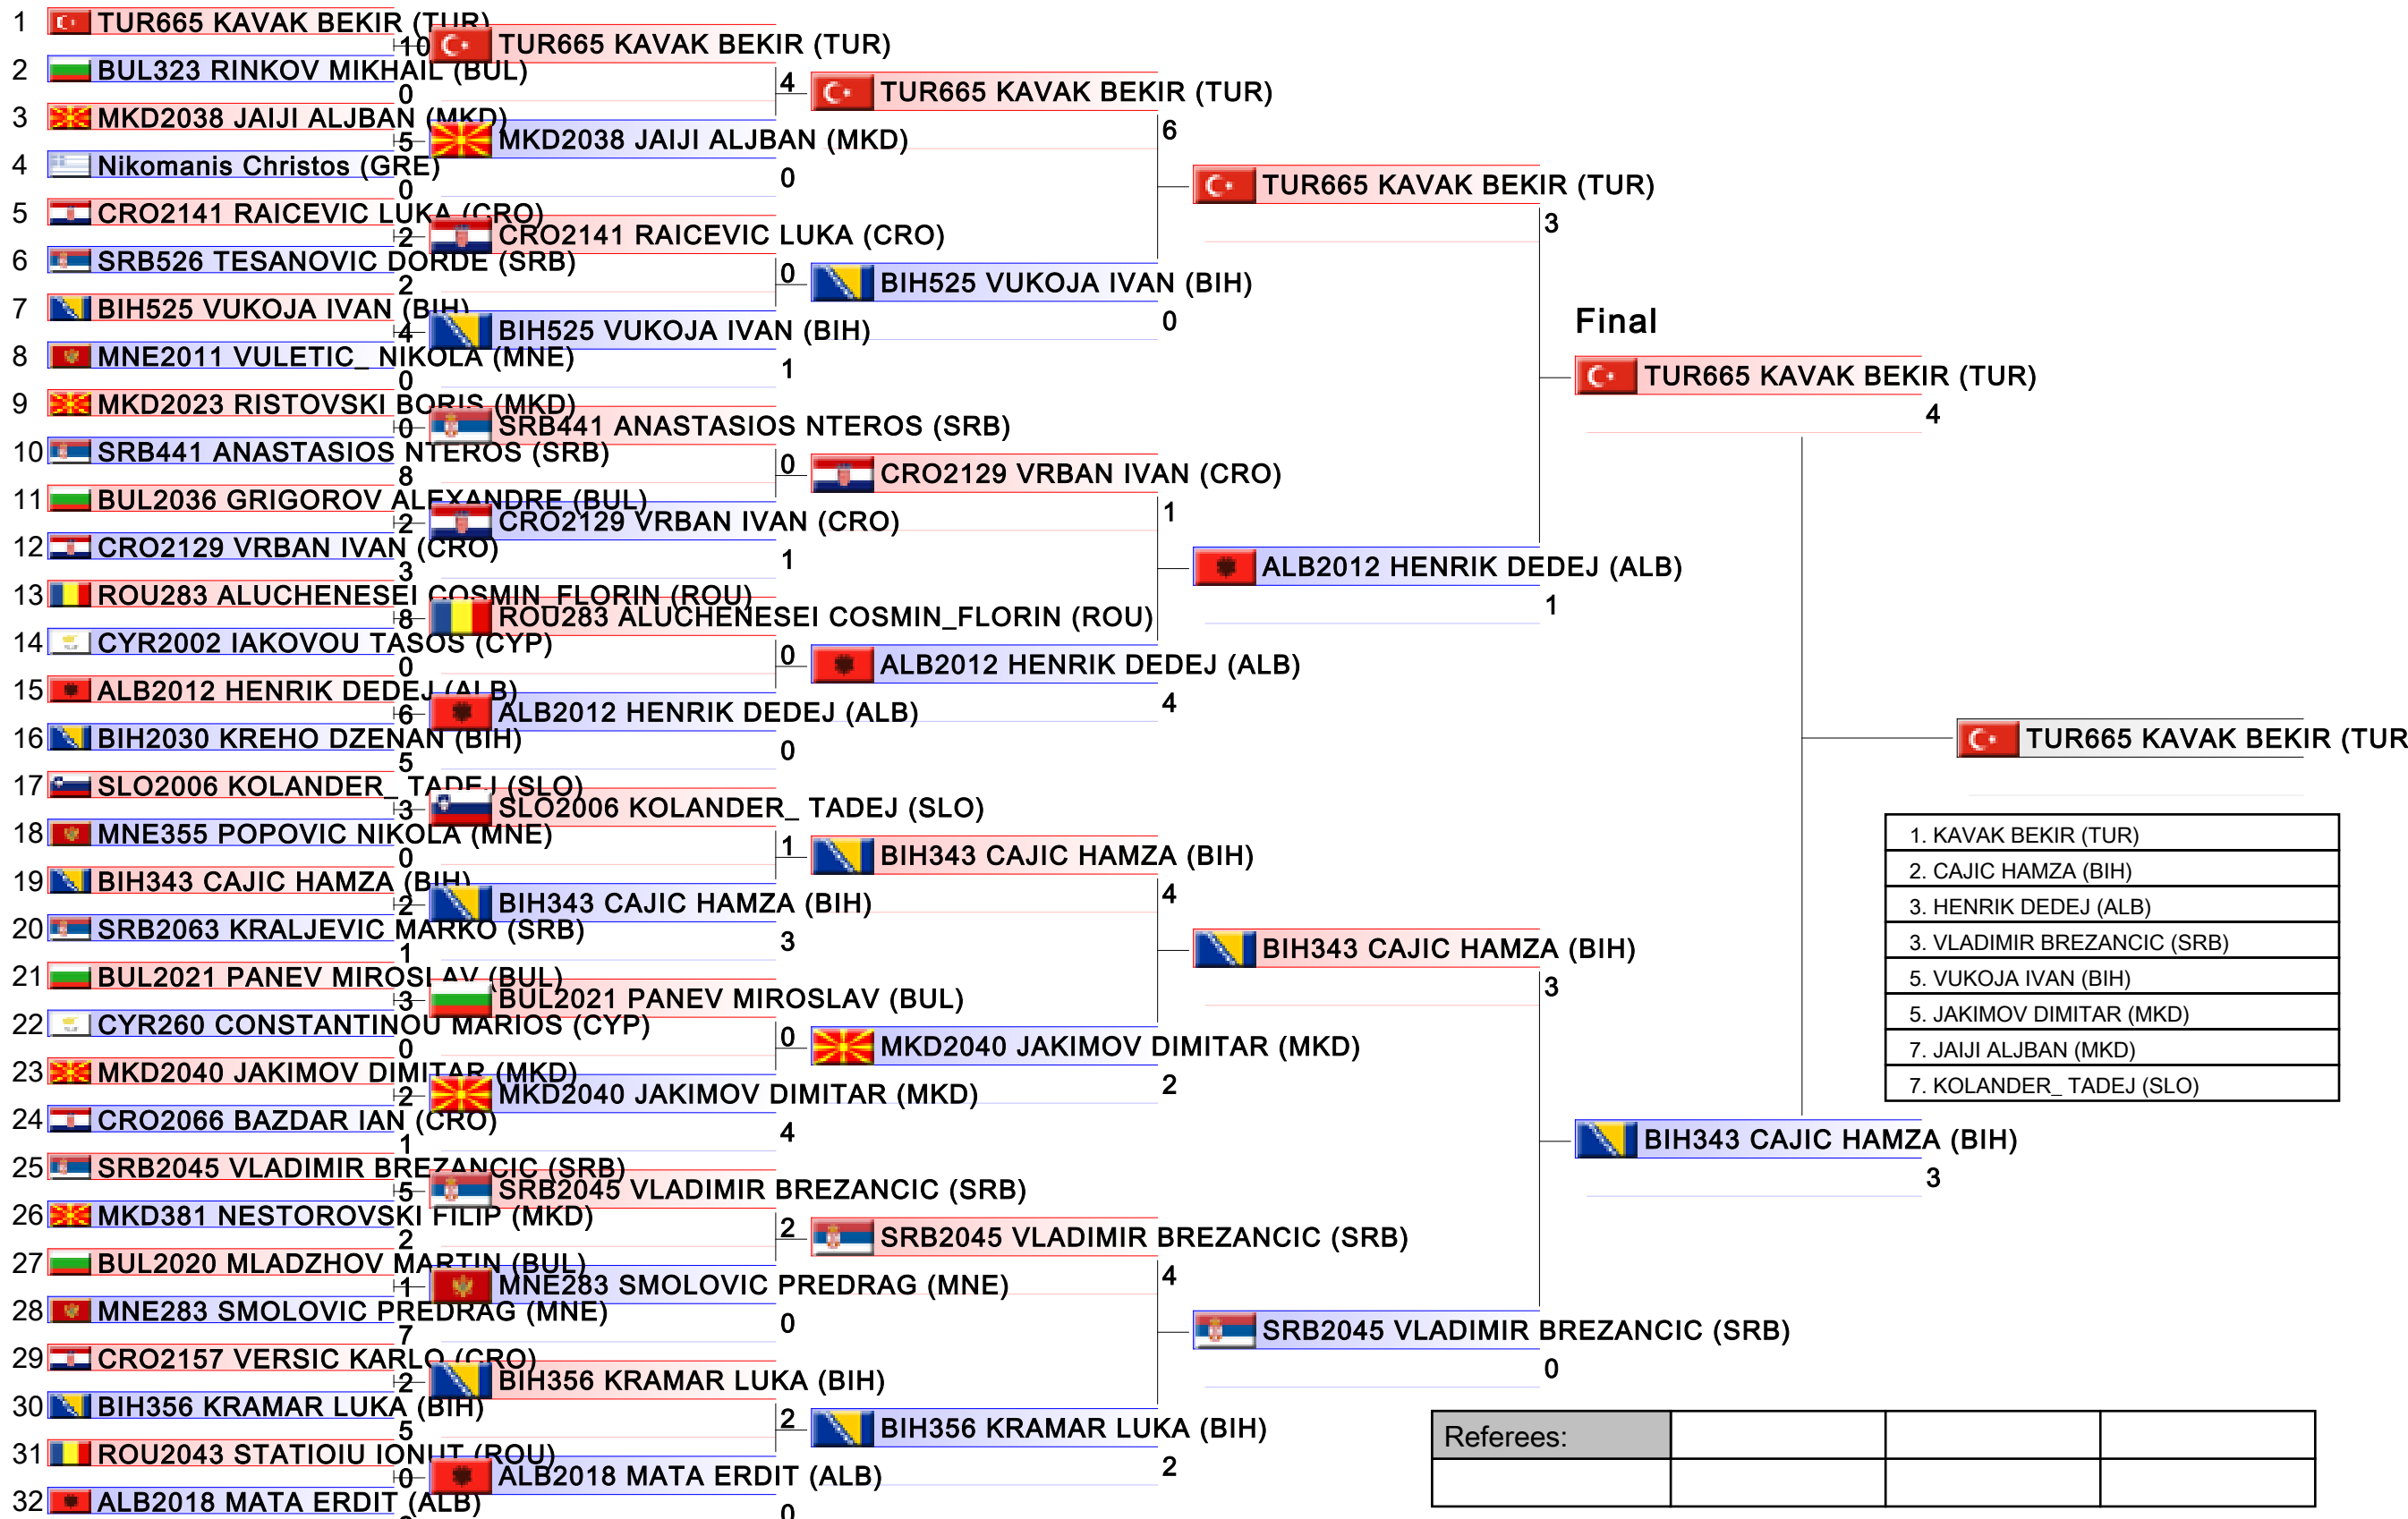 1 TUR665 KAVAK BEKIR (TUR)
10
2 BUL323 RINKOV MIKHAIL (BUL)
0
3 MKD2038 JAIJI ALJBAN (MKD)
5
4 Nikomanis Christos (GRE)
0
5 CRO2141 RAICEVIC LUKA (CRO)
2
6 SRB526 TESANOVIC DORDE (SRB)
2
7 BIH525 VUKOJA IVAN (BIH)
4
8 MNE2011 VULETIC_ NIKOLA (MNE)
0
9 MKD2023 RISTOVSKI BORIS (MKD)
0
10 SRB441 ANASTASIOS NTEROS (SRB)
8
11 BUL2036 GRIGOROV ALEXANDRE (BUL)
2
12 CRO2129 VRBAN IVAN (CRO)
3
13 ROU283 ALUCHENESEI COSMIN_FLORIN (ROU)
8
14 CYR2002 IAKOVOU TASOS (CYP)
0
15 ALB2012 HENRIK DEDEJ (ALB)
6
16 BIH2030 KREHO DZENAN (BIH)
5
17 SLO2006 KOLANDER_ TADEJ (SLO)
3
18 MNE355 POPOVIC NIKOLA (MNE)
0
19 BIH343 CAJIC HAMZA (BIH)
2
20 SRB2063 KRALJEVIC MARKO (SRB)
1
21 BUL2021 PANEV MIROSLAV (BUL)
3
22 CYR260 CONSTANTINOU MARIOS (CYP)
0
23 MKD2040 JAKIMOV DIMITAR (MKD)
2
24 CRO2066 BAZDAR IAN (CRO)
1
25 SRB2045 VLADIMIR BREZANCIC (SRB)
5
26 MKD381 NESTOROVSKI FILIP (MKD)
2
27 BUL2020 MLADZHOV MARTIN (BUL)
1
28 MNE283 SMOLOVIC PREDRAG (MNE)
7
29 CRO2157 VERSIC KARLO (CRO)
2
30 BIH356 KRAMAR LUKA (BIH)
5
31 ROU2043 STATIOIU IONUT (ROU)
0
32 ALB2018 MATA ERDIT (ALB)
TUR665 KAVAK BEKIR (TUR)
4
MKD2038 JAIJI ALJBAN (MKD)
0
CRO2141 RAICEVIC LUKA (CRO)
0
BIH525 VUKOJA IVAN (BIH)
1
SRB441 ANASTASIOS NTEROS (SRB)
0
CRO2129 VRBAN IVAN (CRO)
1
ROU283 ALUCHENESEI COSMIN_FLORIN (ROU)
0
ALB2012 HENRIK DEDEJ (ALB)
0
SLO2006 KOLANDER_ TADEJ (SLO)
1
BIH343 CAJIC HAMZA (BIH)
3
BUL2021 PANEV MIROSLAV (BUL)
0
MKD2040 JAKIMOV DIMITAR (MKD)
4
SRB2045 VLADIMIR BREZANCIC (SRB)
2
MNE283 SMOLOVIC PREDRAG (MNE)
0
BIH356 KRAMAR LUKA (BIH)
2
ALB2018 MATA ERDIT (ALB)
0
TUR665 KAVAK BEKIR (TUR)
6
BIH525 VUKOJA IVAN (BIH)
0
CRO2129 VRBAN IVAN (CRO)
1
ALB2012 HENRIK DEDEJ (ALB)
4
BIH343 CAJIC HAMZA (BIH)
4
MKD2040 JAKIMOV DIMITAR (MKD)
2
SRB2045 VLADIMIR BREZANCIC (SRB)
4
BIH356 KRAMAR LUKA (BIH)
2
TUR665 KAVAK BEKIR (TUR)
3
ALB2012 HENRIK DEDEJ (ALB)
1
BIH343 CAJIC HAMZA (BIH)
3
SRB2045 VLADIMIR BREZANCIC (SRB)
0
Final
TUR665 KAVAK BEKIR (TUR)
4
BIH343 CAJIC HAMZA (BIH)
3
TUR665 KAVAK BEKIR (TUR
1. KAVAK BEKIR (TUR)
2. CAJIC HAMZA (BIH)
3. HENRIK DEDEJ (ALB)
3. VLADIMIR BREZANCIC (SRB)
5. VUKOJA IVAN (BIH)
5. JAKIMOV DIMITAR (MKD)
7. JAIJI ALJBAN (MKD)
7. KOLANDER_ TADEJ (SLO)
Referees: